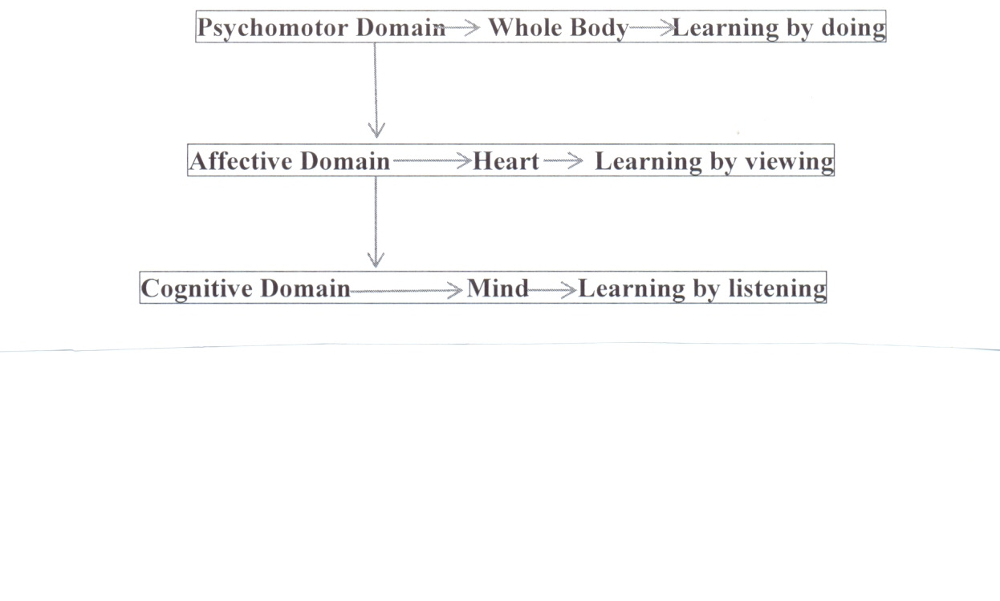 Psychomotor Domain Whole Body Learning by doing
Affective Domain Heart Learning by viewing
Cognitive Domain Mind Learning by listening